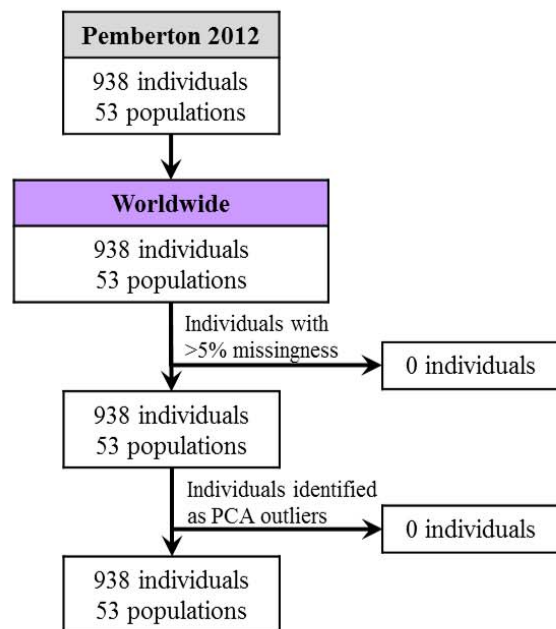 Pemberton 2012
938 individuals
53 populations
Worldwide
938 individuals
53 populations
Individuals with
>5% missingness
0 individuals
938 individuals
53 populations
Individuals identified
as PCA outliers
0 individuals
938 individuals
53 populations